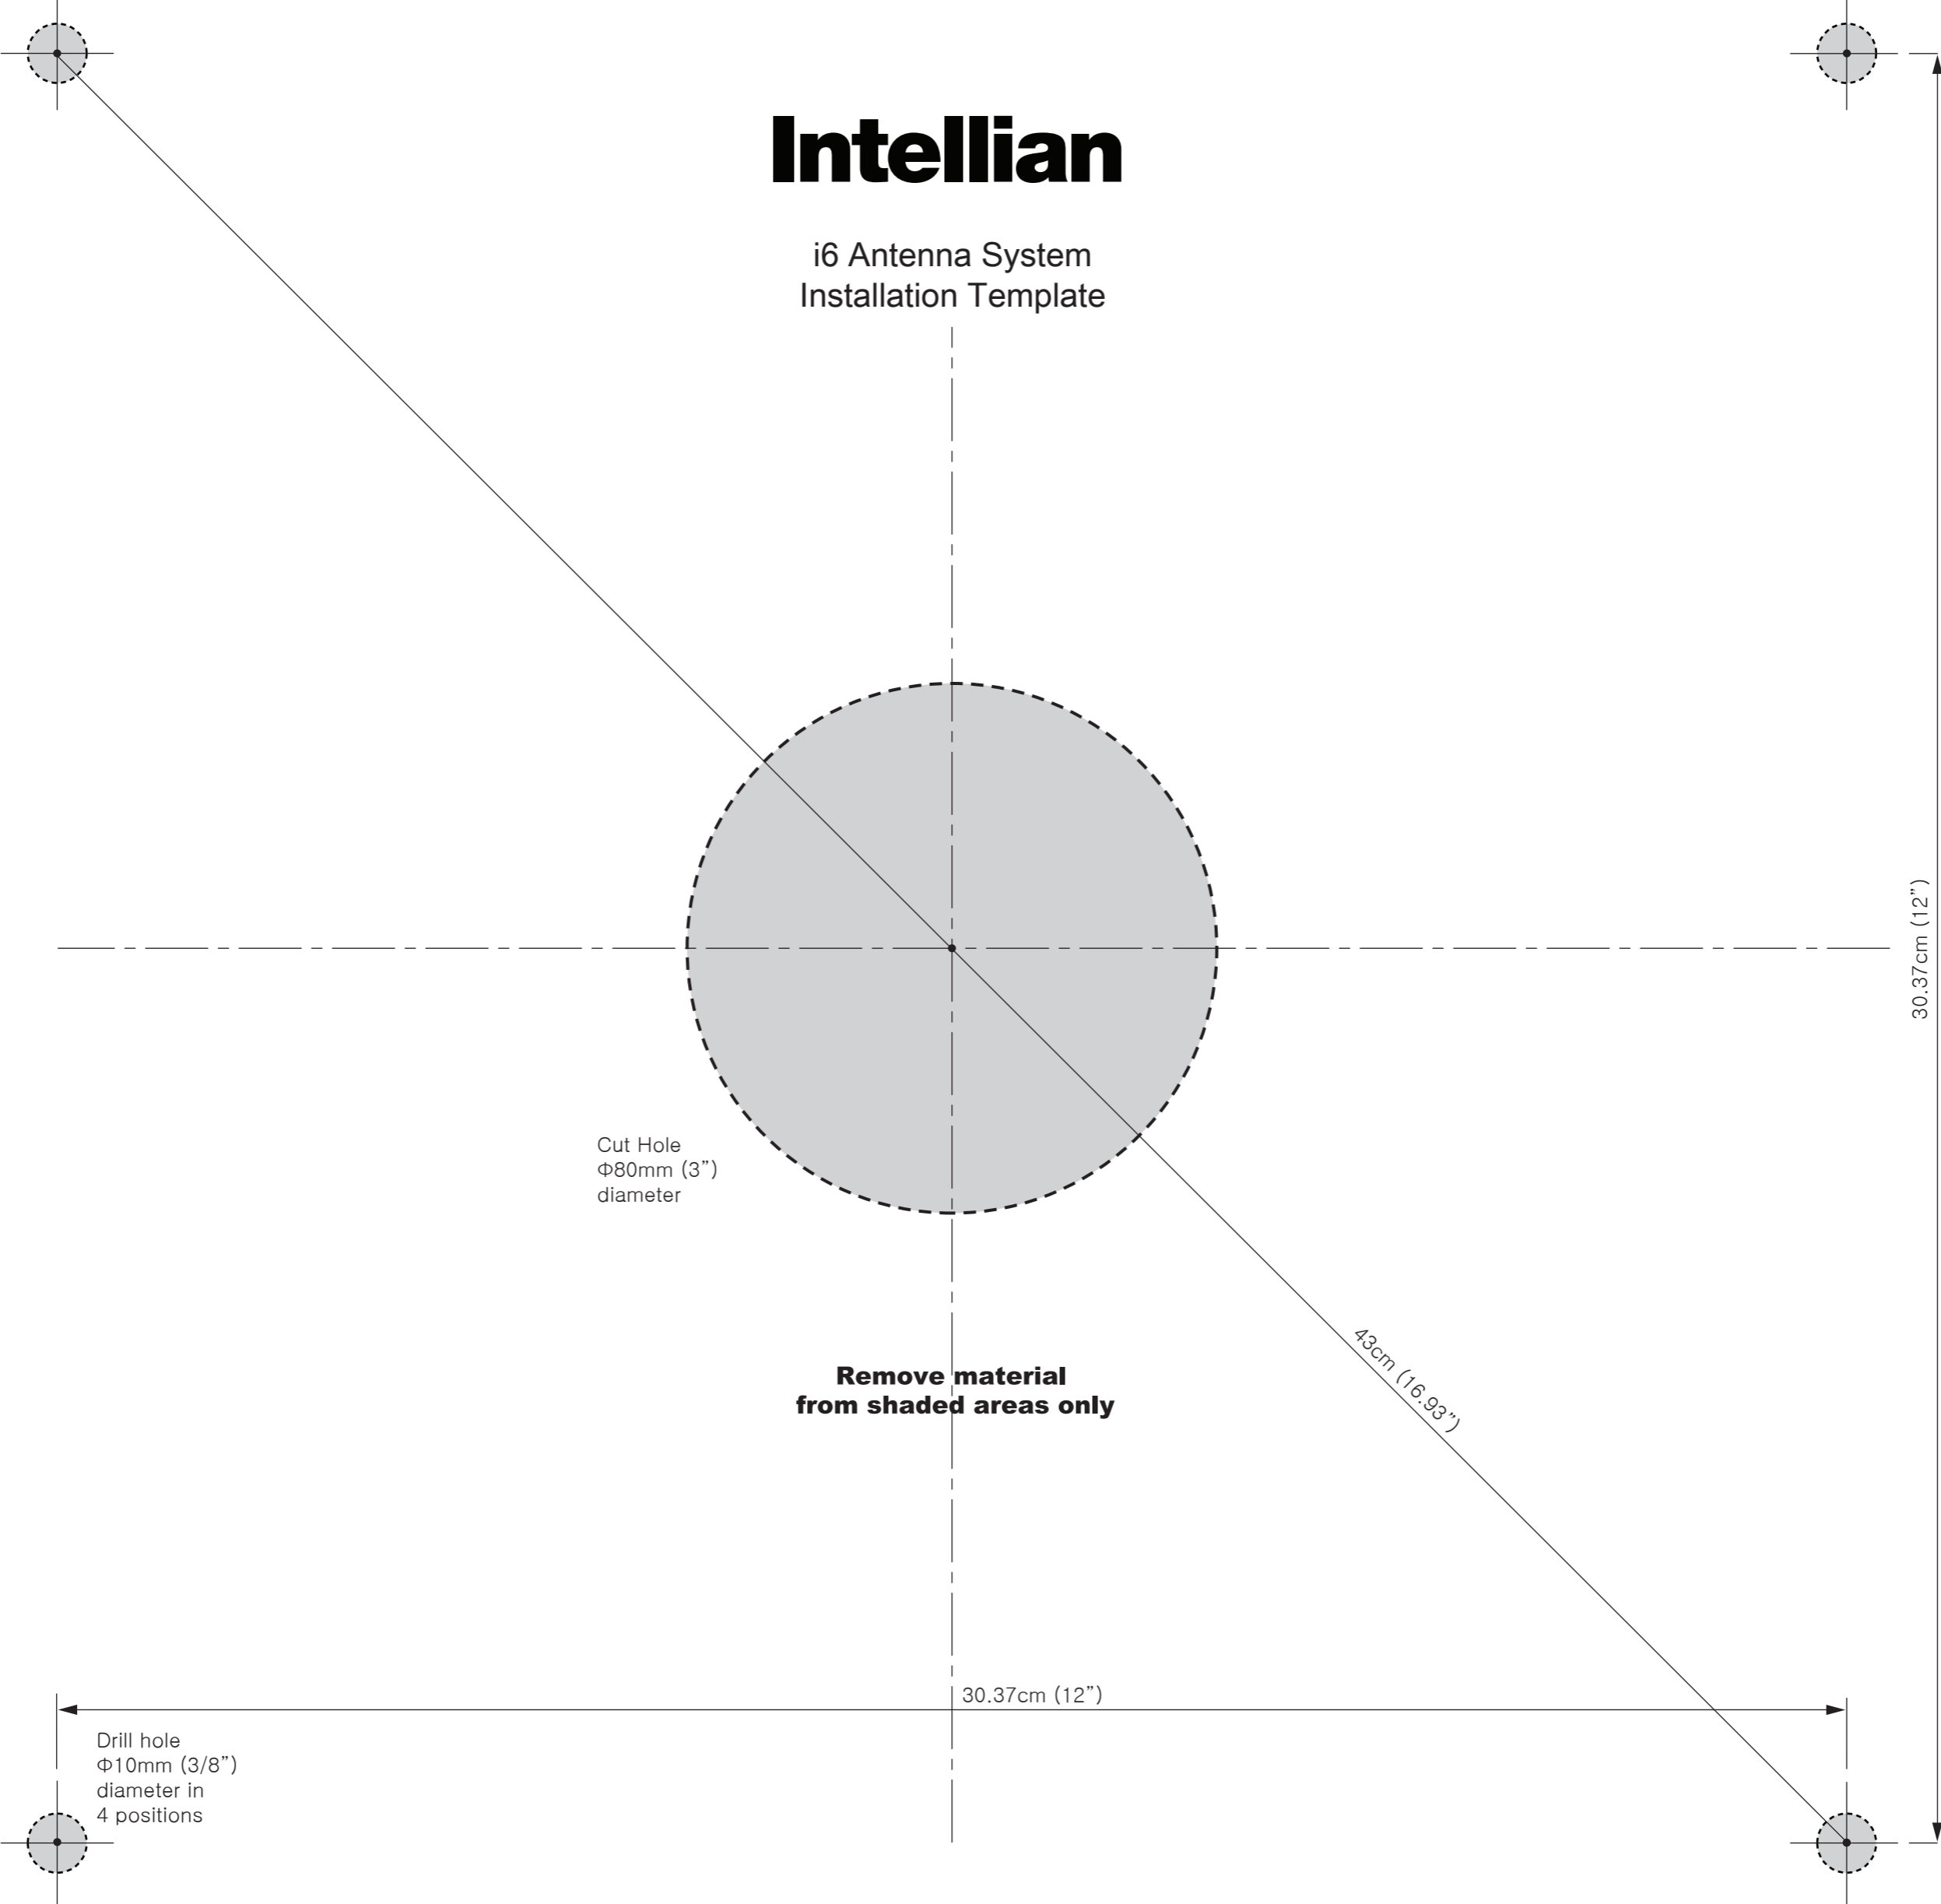 Intellian
i6 Antenna System
Installation Template
30.37cm (12”)
Cut Hole
Φ80mm (3”)
diameter
43cm (16.93”)
Remove material
from shaded areas only
30.37cm (12”)
Drill hole
Φ10mm (3/8”)
diameter in
4 positions